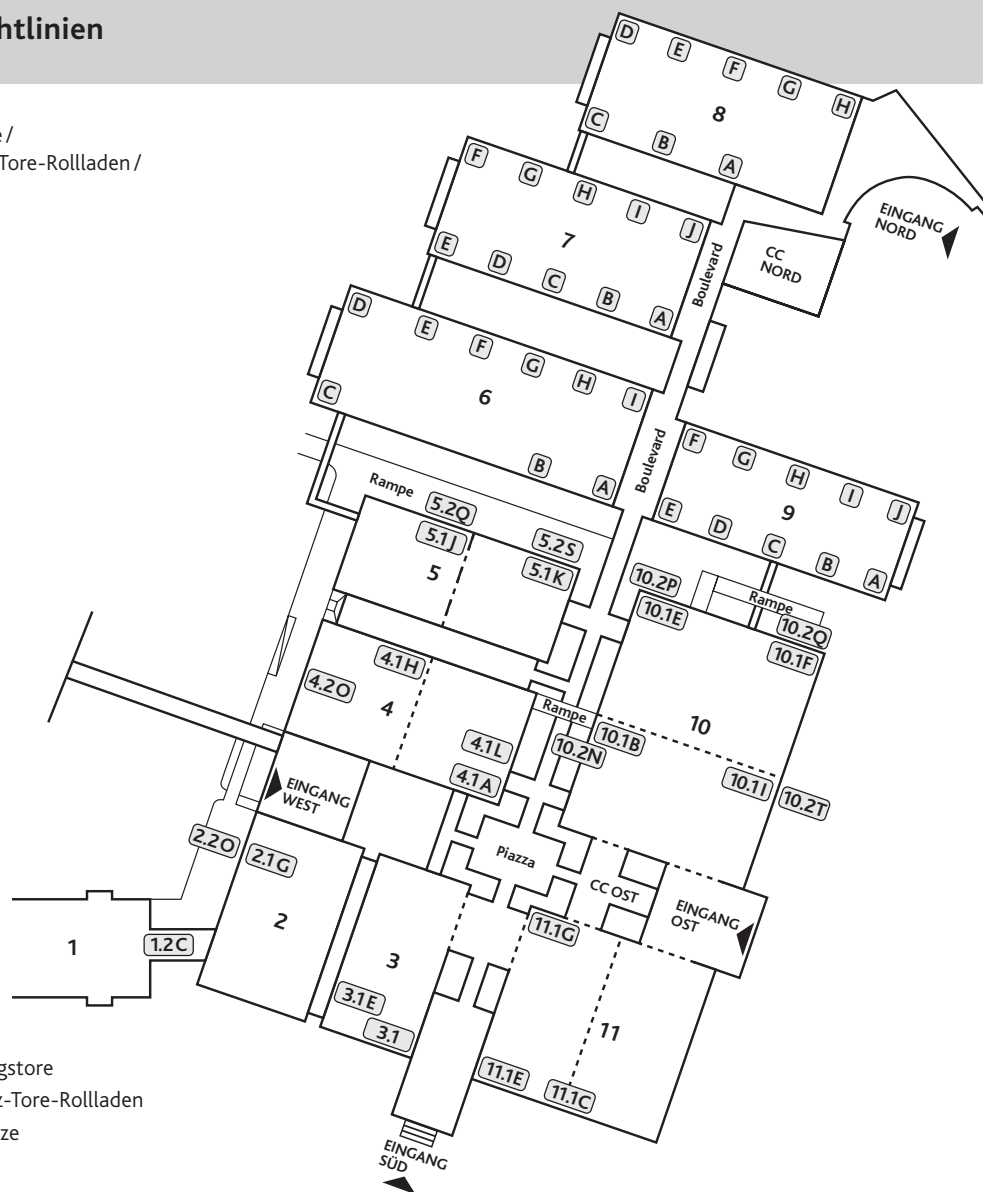 htlinien
e /
Tore-Rollladen /
D
E
F
G
H
8
C
B
A
F
G
H
I
J
7
E
D
C
B
A
Boulevard
CC
NORD
EINGANG
NORD
D
E
F
G
H
I
6
C
B
A
Boulevard
F
G
H
I
J
9
E
D
C
B
A
Rampe
5.2Q
5.1J
5.2S
5.1K
5
10.2P
10.1E
Rampe
10.2Q
10.1F
4.1H
4.2O
4
4.1L
4.1A
Rampe
10.1B
10.2N
10
10.1I
10.2T
EINGANG
WEST
2.2O
2.1G
2
Piazza
CC OST
EINGANG
OST
1
1.2C
3
3.1E
3.1
11.1G
11
11.1E
11.1C
gstore
z-Tore-Rollladen
ze
EINGANG
SÜD